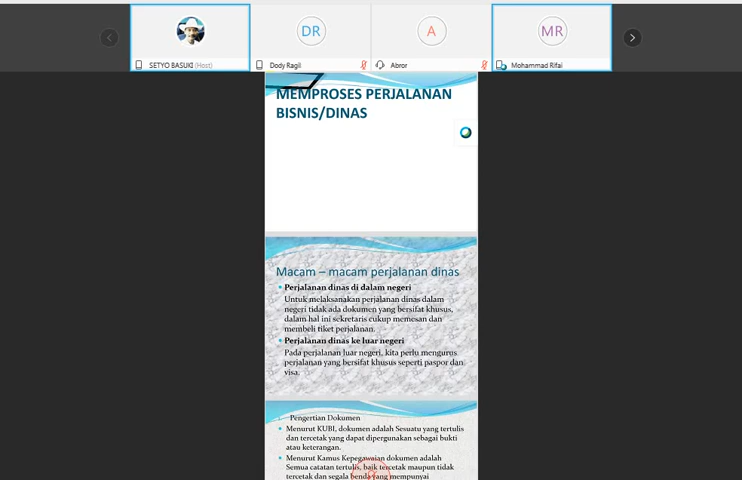 DR
A
MR
SETYO BASUKI (Host)
Dody Ragil
Abror
Mohammad Rifai
MEMPROSES PERJALANAN
BISNIS/DINAS
Macam – macam perjalanan dinas
Perjalanan dinas di dalam negeri
Untuk melaksanakan perjalanan dinas dalam
negeri tidak ada dokumen yang bersifat khusus,
dalam hal ini sekretaris cukup memesan dan
membeli tiket perjalanan.
Perjalanan dinas ke luar negeri
Pada perjalanan luar negeri, kita perlu mengurus
perjalanan yang bersifat khusus seperti paspor dan
visa.
Pengertian Dokumen
Menurut KUBI, dokumen adalah Sesuatu yang tertulis
dan tercetak yang dapat dipergunakan sebagai bukti
atau keterangan.
Menurut Kamus Kepegawaian dokumen adalah
Semua catatan tertulis, baik tercetak maupun tidak
tercetak dan segala benda yang mempunyai